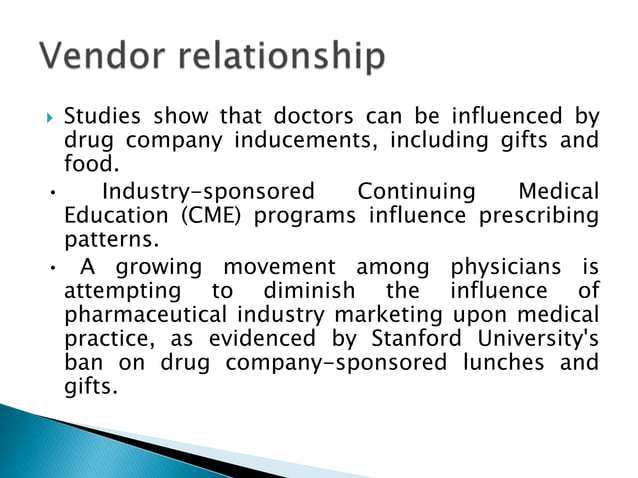 Vendor relationship
Studies show that doctors can be influenced by
drug company inducements, including gifts and
food.
• Industry-sponsored Continuing Medical
Education (CME) programs influence prescribing
patterns.
• A growing movement among physicians is
attempting to diminish the influence of
pharmaceutical industry marketing upon medical
practice, as evidenced by Stanford University's
ban on drug company-sponsored lunches and
gifts.